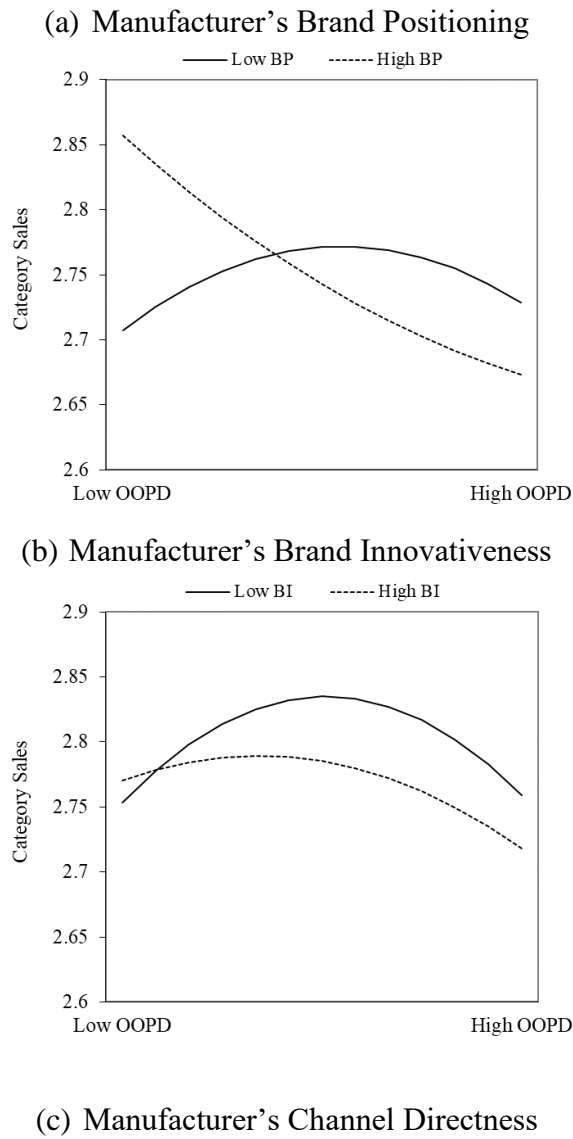 (a) Manufacturer’s Brand Positioning
Low BP High BP
2.9
2.85
2.8
2.75
2.7
2.65
2.6
Category Sales
Low OOPD High OOPD
(b) Manufacturer’s Brand Innovativeness
Low BI High BI
2.9
2.85
2.8
2.75
2.7
2.65
2.6
Category Sales
Low OOPD High OOPD
(c) Manufacturer’s Channel Directness